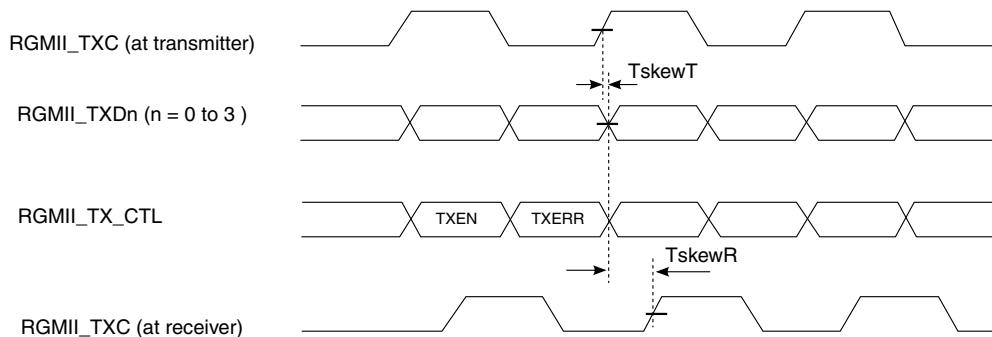 RGMII_TXC (at transmitter)
TskewT
RGMII_TXDn (n = 0 to 3 )
RGMII_TX_CTL
TXEN
TXERR
TskewR
RGMII_TXC (at receiver)